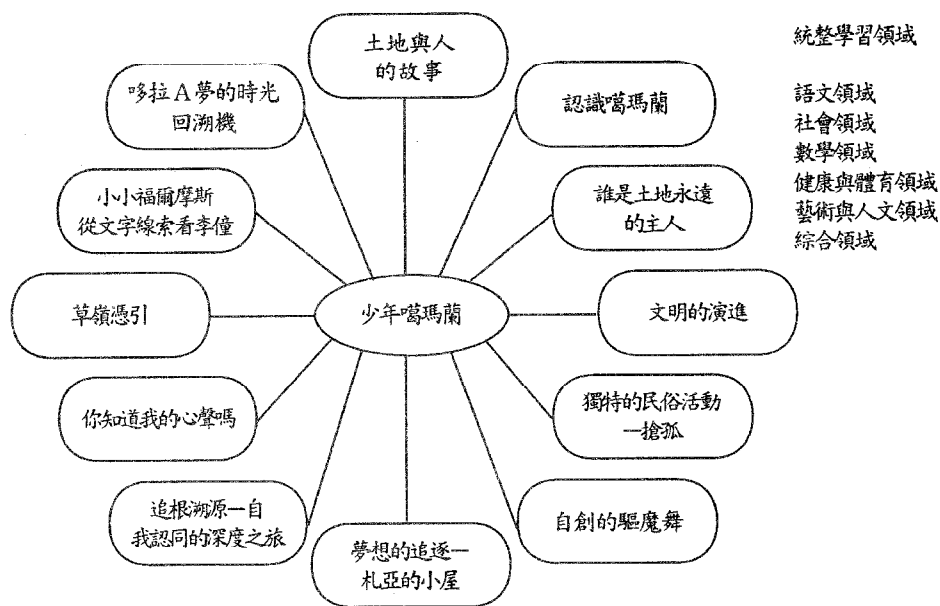 土地與人
的故事
哆拉A夢的時光
回溯機
認識噶瑪蘭
小小福爾摩斯
從文字線索看李僮
誰是土地永遠
的主人
草嶺憑引
少年噶瑪蘭
文明的演進
你知道我的心聲嗎
獨特的民俗活動
—搶孤
追根溯源—自
我認同的深度之旅
夢想的追逐—
札亞的小屋
自創的驅魔舞
統整學習領域
語文領域
社會領域
數學領域
健康與體育領域
藝術與人文領域
綜合領域